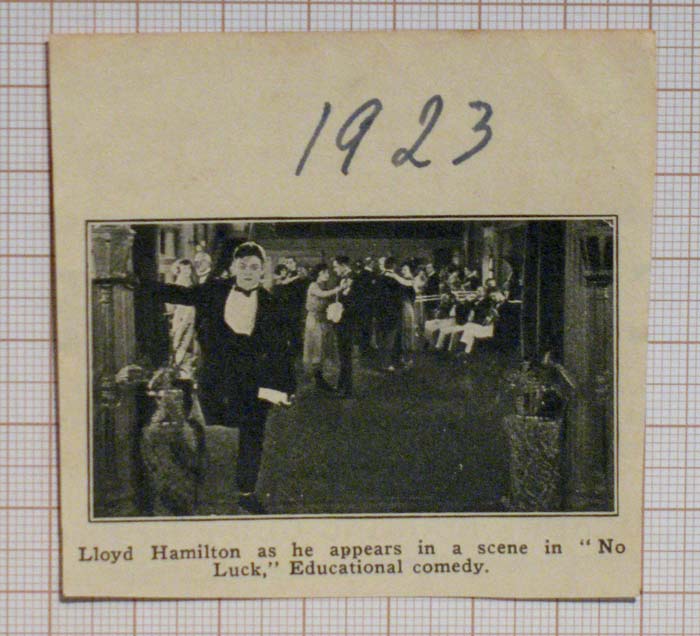 1923
Lloyd Hamilton as he appears in a scene in "No
Luck," Educational comedy.